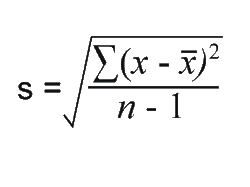 s = √(∑(x - x̄)² / (n - 1))